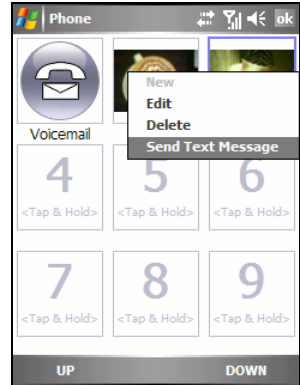 Phone ok
New
Edit
Delete
Send Text Message
Voicemail
4 5 6
<Tap & Hold> <Tap & Hold> <Tap & Hold>
7 8 9
<Tap & Hold> <Tap & Hold> <Tap & Hold>
UP DOWN